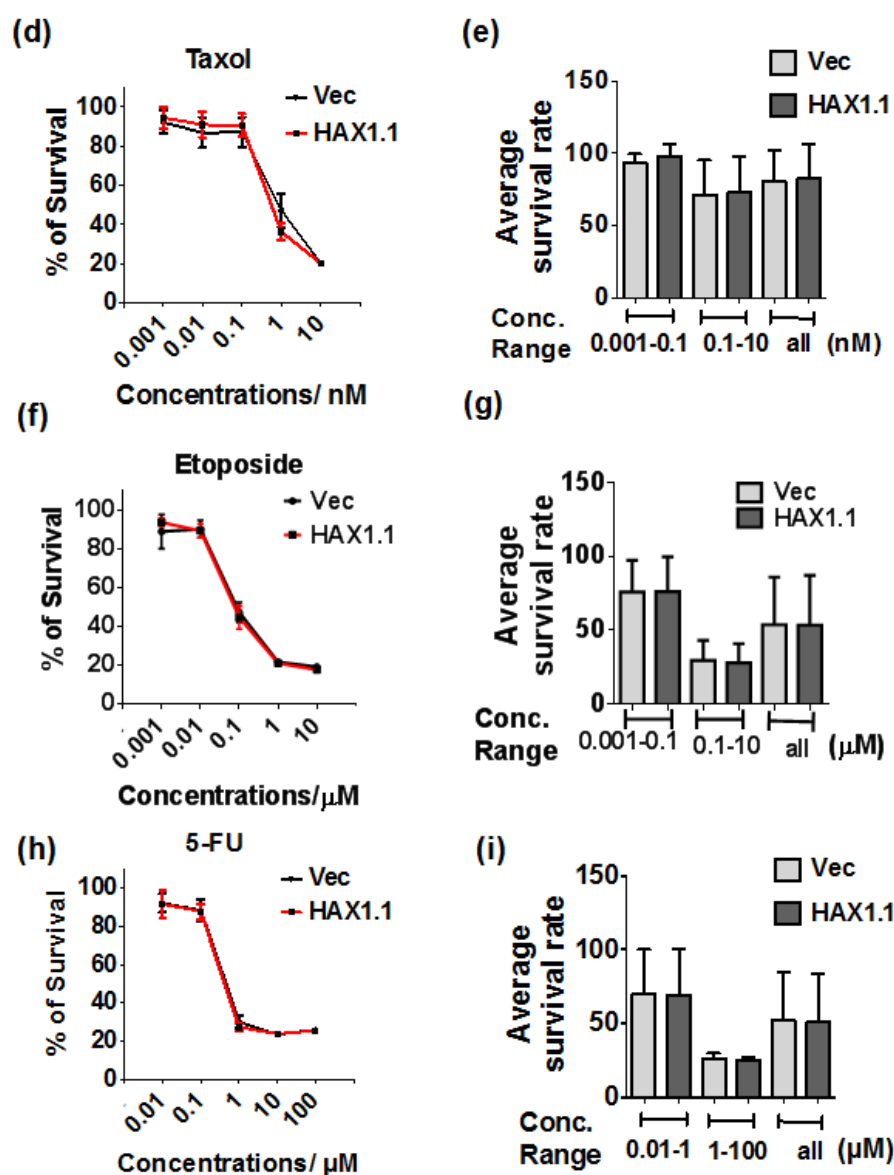 (d)
Taxol
Vec
HAX1.1
100
80
60
40
20
0
% of Survival
0.001
0.01
0.1
1
10
Concentrations/ nM
(e)
Vec
HAX1.1
150
100
50
0
Average
survival rate
Conc.
Range
0.001-0.1
0.1-10
all
(nM)
(f)
Etoposide
Vec
HAX1.1
100
80
60
40
20
0
% of Survival
0.001
0.01
0.1
1
10
Concentrations/μM
(g)
Vec
HAX1.1
150
100
50
0
Average
survival rate
Conc.
Range
0.001-0.1
0.1-10
all
(μM)
(h)
5-FU
Vec
HAX1.1
100
80
60
40
20
0
% of Survival
0.01
0.1
1
10
100
Concentrations/ μM
(i)
Vec
HAX1.1
150
100
50
0
Average
survival rate
Conc.
Range
0.01-1
1-100
all
(μM)